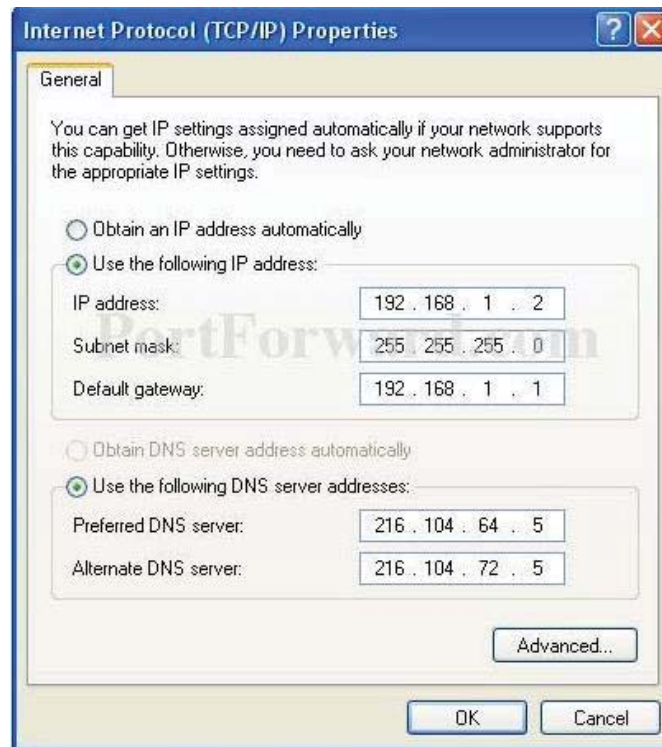 Internet Protocol (TCP/IP) Properties
General
You can get IP settings assigned automatically if your network supports
this capability. Otherwise, you need to ask your network administrator for
the appropriate IP settings.
Obtain an IP address automatically
Use the following IP address:
IP address: 192 . 168 . 1 . 2
PortForward.com
Subnet mask: 255 . 255 . 255 . 0
Default gateway: 192 . 168 . 1 . 1
Obtain DNS server address automatically
Use the following DNS server addresses:
Preferred DNS server: 216 . 104 . 64 . 5
Alternate DNS server: 216 . 104 . 72 . 5
Advanced...
OK Cancel